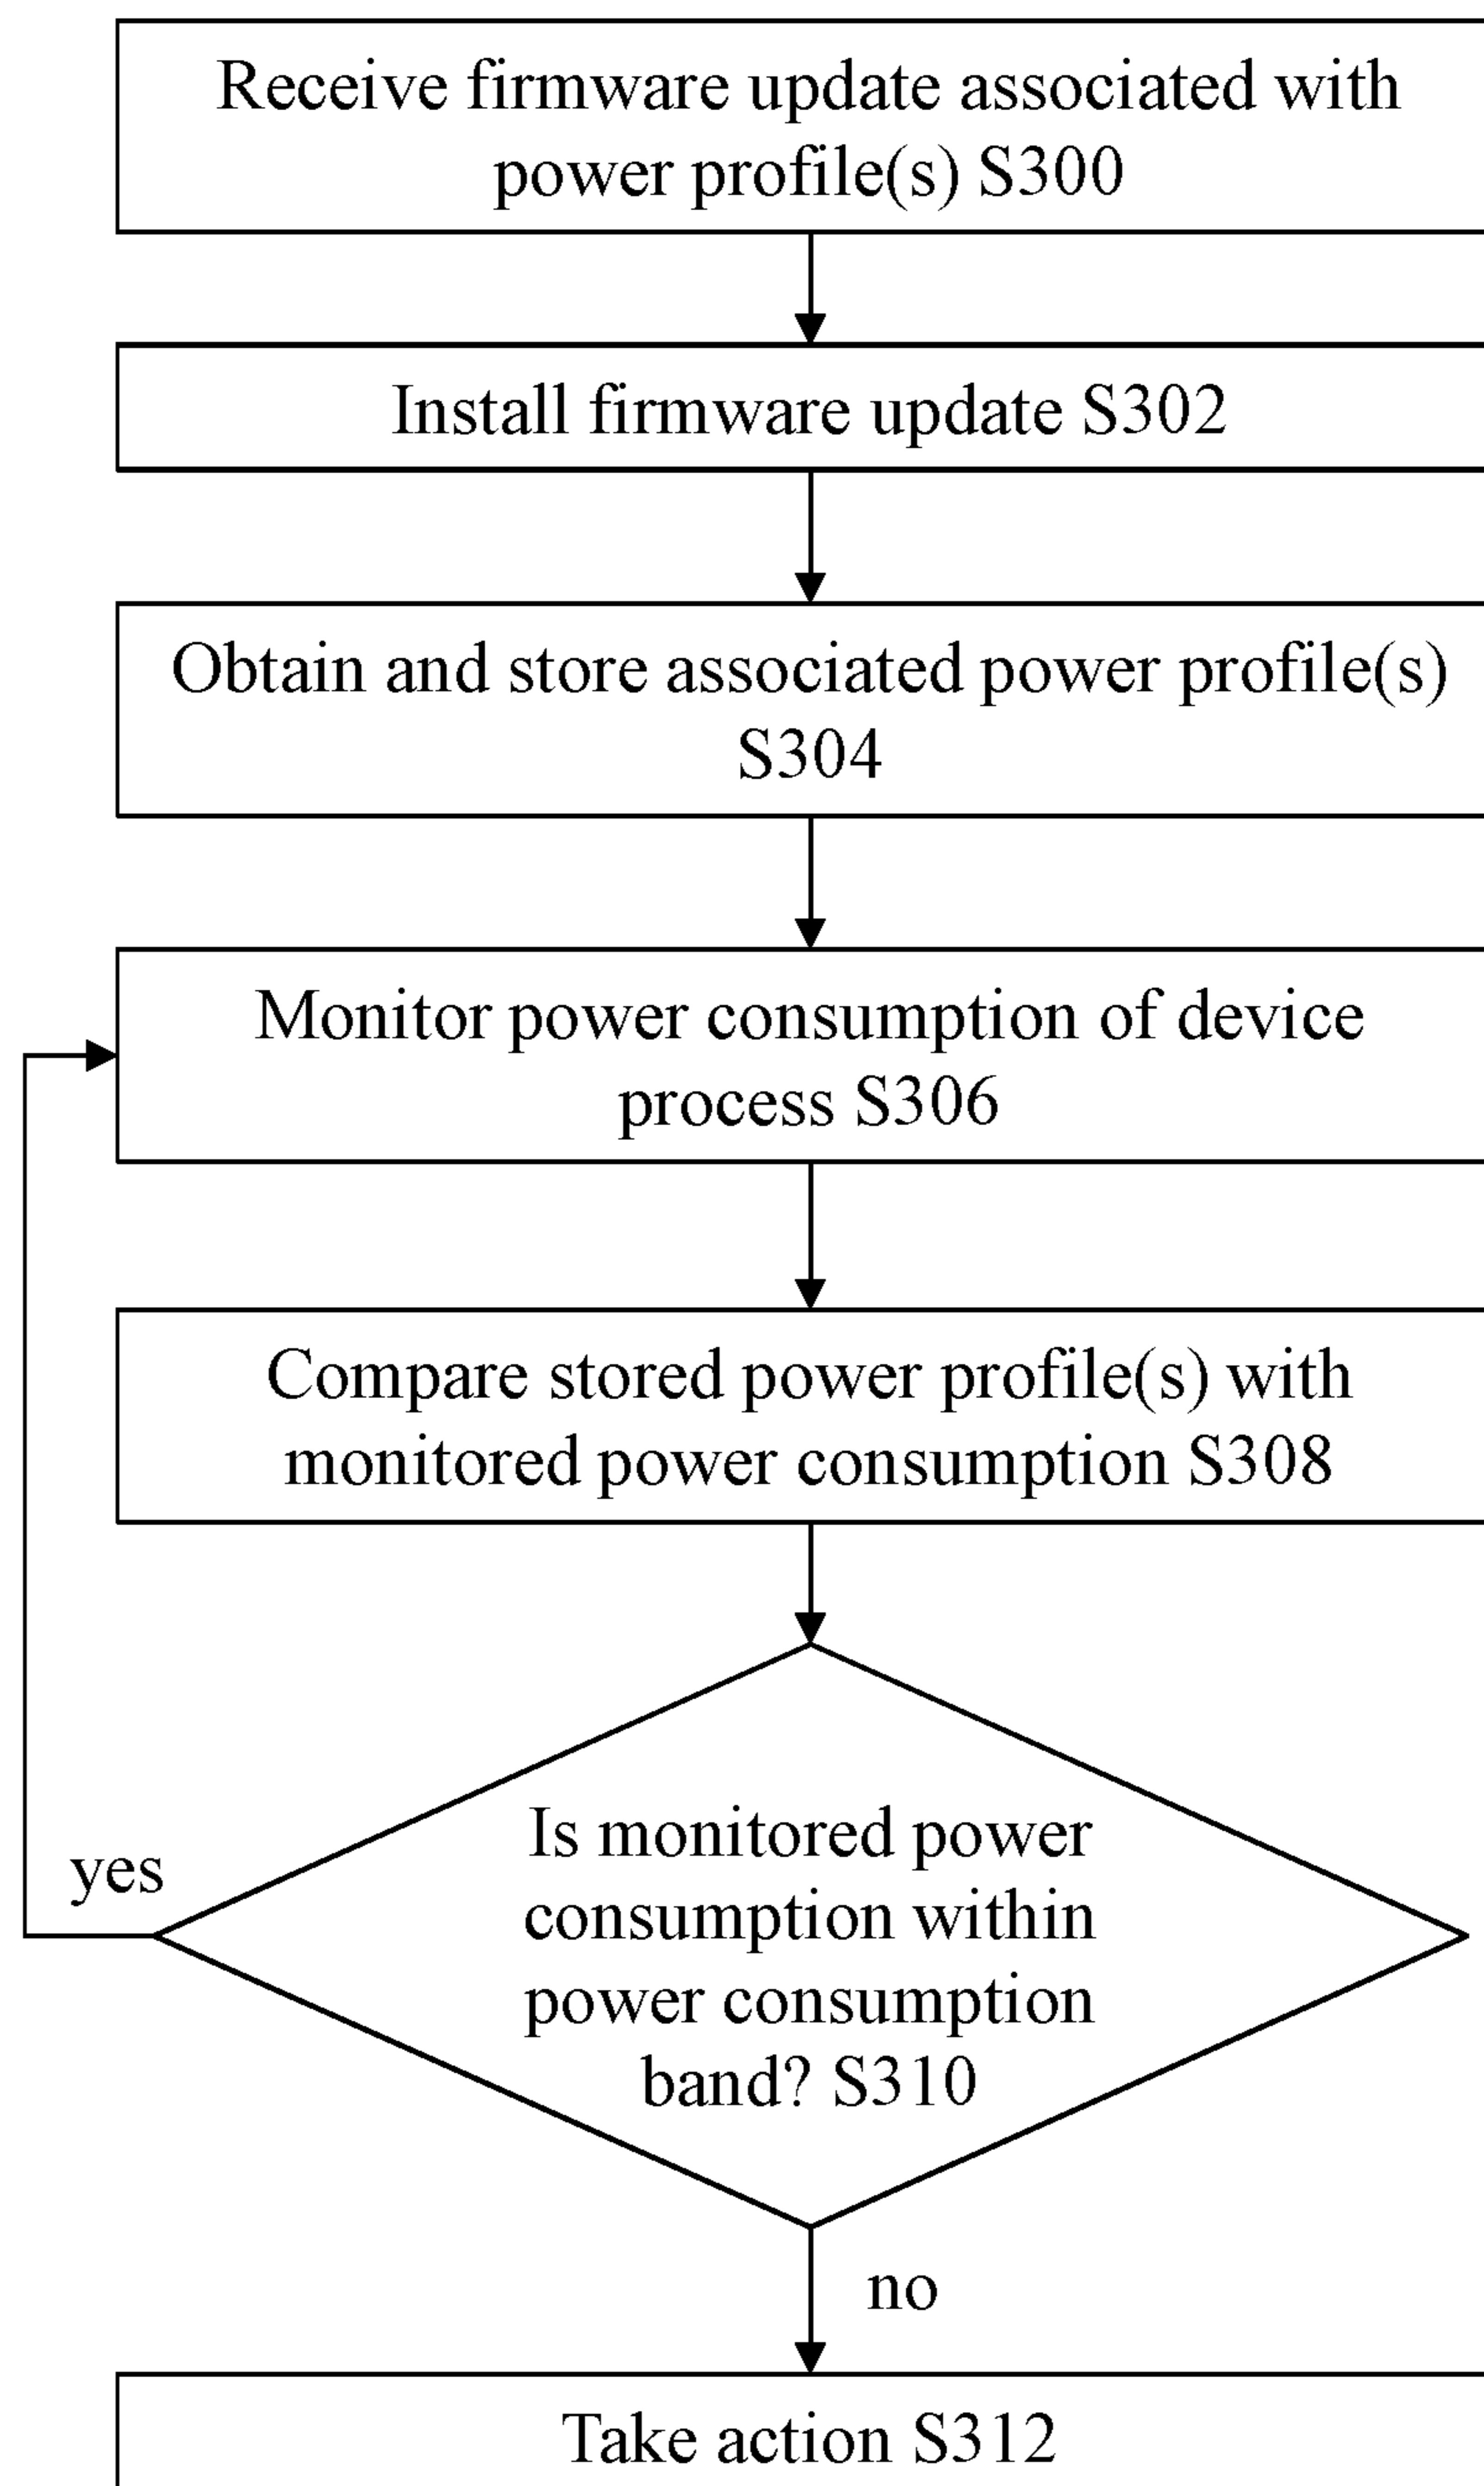 Receive firmware update associated with
power profile(s) S300
Install firmware update S302
Obtain and store associated power profile(s)
S304
Monitor power consumption of device
process S306
Compare stored power profile(s) with
monitored power consumption S308
Is monitored power
consumption within
power consumption
band? S310
yes
no
Take action S312